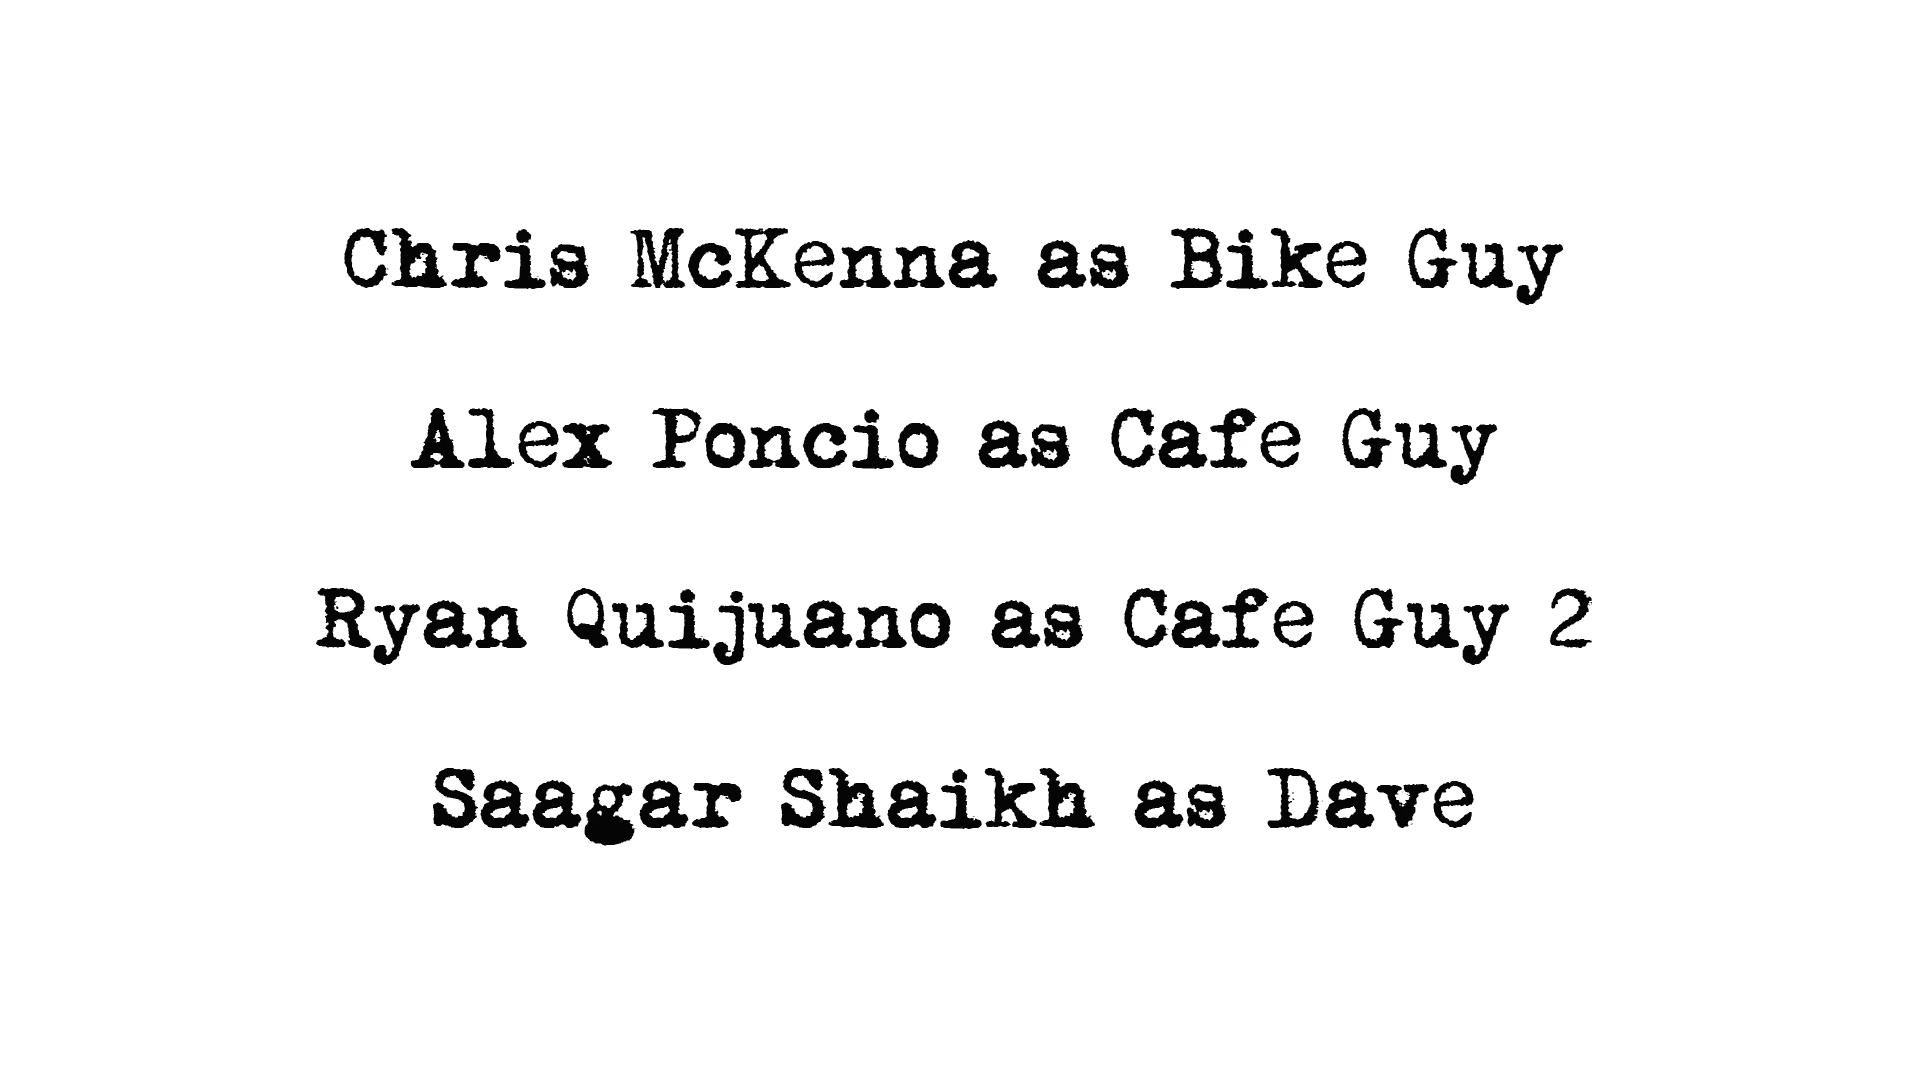 Chris McKenna as Bike Guy
Alex Poncio as Cafe Guy
Ryan Quijuano as Cafe Guy 2
Saagar Shaikh as Dave